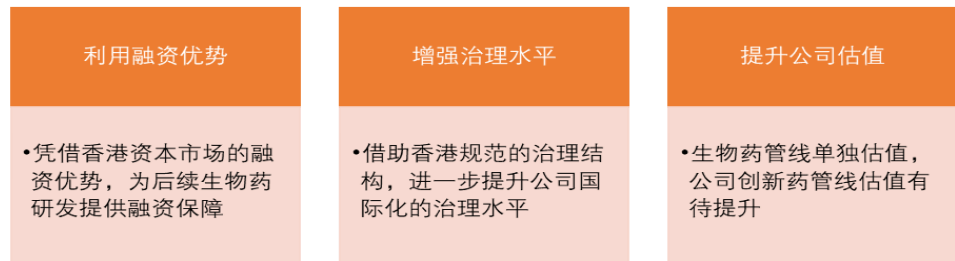 利用融资优势
•凭借香港资本市场的融
资优势，为后续生物药
研发提供融资保障
增强治理水平
•借助香港规范的治理结
构，进一步提升公司国
际化的治理水平
提升公司估值
•生物药管线单独估值，
公司创新药管线估值有
待提升